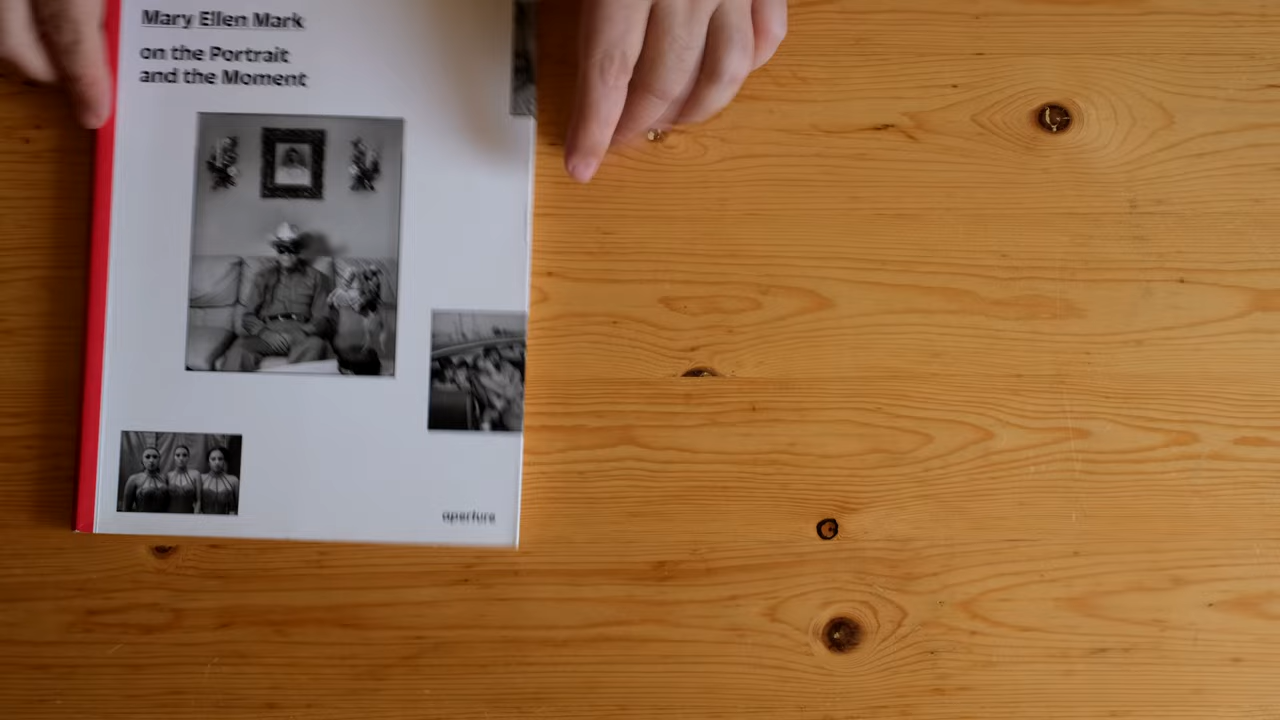 Mary Ellen Mark
on the Portrait
and the Moment
aperture